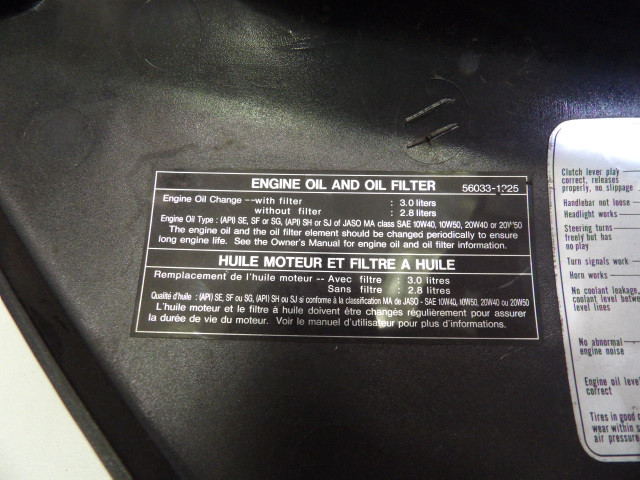 ENGINE OIL AND OIL FILTER 56033-1225
Engine Oil Change --with filter : 3.0 liters
without filter : 2.8 liters
Engine Oil Type : (API) SE, SF or SG, (API) SH or SJ of JASO MA class SAE 10W40, 10W50, 20W40 or 20W50
The engine oil and the oil filter element should be changed periodically to ensure
long engine life. See the Owner's Manual for engine oil and oil filter information.
HUILE MOTEUR ET FILTRE A HUILE
Remplacement de l'huile moteur -- Avec filtre : 3.0 litres
Sans filtre : 2.8 litres
Qualité d'huile : (API) SE, SF ou SG, (API) SH ou SJ si conforme à la classification MA de JASO - SAE 10W40, 10W50, 20W40 ou 20W50
L'huile moteur et le filtre à huile doivent être changés régulièrement pour assurer
la durée de vie du moteur. Voir le manuel d'utilisateur pour plus d'informations.
Clutch lever play
correct, releases
properly, no slippage
Handlebar not loose
Headlight works
Steering turns
freely but has
no play
Turn signals work
Horn works
No coolant leakage,
coolant level between
level lines
No abnormal
engine noise
Engine oil level
correct
Tires in good
wear within
air pressure